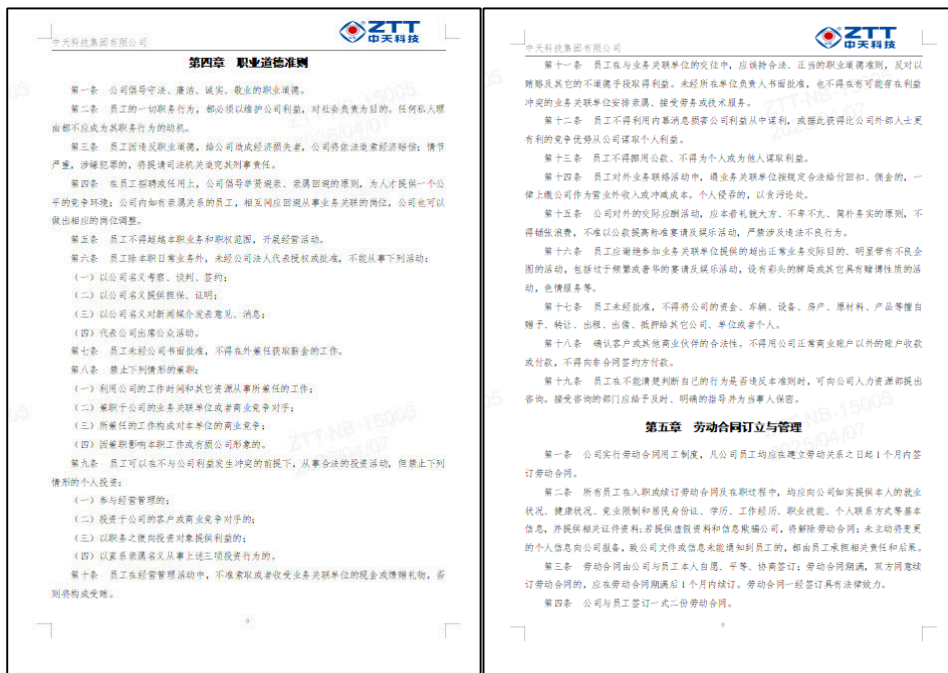 中天科技集团有限公司
ZTT
中天科技
第四章 职业道德准则
第一条 公司倡导守法、廉洁、诚实、敬业的职业道德。
第二条 员工的一切职务行为，都必须以维护公司利益，对社会负责为目的。任何私人理
由都不应成为其职务行为的动机。
第三条 员工因违反职业道德，给公司造成经济损失者，公司将依法追索经济赔偿；情节
严重，涉嫌犯罪的，将提请司法机关追究其刑事责任。
第四条 在员工招聘或任用上，公司倡导举贤避亲、亲属回避的原则，为人才提供一个公
平的竞争环境；公司内如有亲属关系的员工，相互间应回避从事业务关联的岗位，公司也可以
做出相应的岗位调整。
第五条 员工不得超越本职业务和职权范围，开展经营活动。
第六条 员工除本职日常业务外，未经公司法人代表授权或批准，不能从事下列活动：
（一）以公司名义考察、谈判、签约；
（二）以公司名义提供担保、证明；
（三）以公司名义对新闻媒介发表意见、消息；
（四）代表公司出席公众活动。
第七条 员工未经公司书面批准，不得在外兼任获取薪金的工作。
第八条 禁止下列情形的兼职：
（一）利用公司的工作时间和其它资源从事所兼任的工作；
（二）兼职于公司的业务关联单位或者商业竞争对手；
（三）所兼任的工作构成对本单位的商业竞争；
（四）因兼职影响本职工作或有损公司形象的。
第九条 员工可以在不与公司利益发生冲突的前提下，从事合法的投资活动，但禁止下列
情形的个人投资：
（一）参与经营管理的；
（二）投资于公司的客户或商业竞争对手的；
（三）以职务之便向投资对象提供利益的；
（四）以直系亲属名义从事上述三项投资行为的。
第十条 员工在经营管理活动中，不准索取或者收受业务关联单位的现金或馈赠礼物，否
则将构成受贿。
8
中天科技集团有限公司
ZTT
中天科技
第十一条 员工在与业务关联单位的交往中，应该持合法、正当的职业道德准则，反对以
贿赂及其它的不道德手段取得利益。未经所在单位负责人书面批准，也不得在有可能存在利益
冲突的业务关联单位安排亲属、接受劳务或技术服务。
第十二条 员工不得利用内幕消息损害公司利益从中谋利，或据此获得比公司外部人士更
有利的竞争优势从公司谋取个人利益。
第十三条 员工不得挪用公款、不得为个人或为他人谋取利益。
第十四条 员工对外业务联络活动中，遇业务关联单位按规定合法给付回扣、佣金的，一
律上缴公司作为营业外收入或冲减成本。个人侵吞的，以贪污论处。
第十五条 公司对外的交际应酬活动，应本着礼貌大方、不卑不亢、简朴务实的原则，不
得铺张浪费，不准以公款提高标准宴请及娱乐活动，严禁涉及违法不良行为。
第十六条 员工应谢绝参加业务关联单位提供的超出正常业务交际目的、明显带有不良企
图的活动，包括过于频繁或奢华的宴请及娱乐活动，设有彩头的牌局或其它具有赌博性质的活
动，色情服务等。
第十七条 员工未经批准，不得将公司的资金、车辆、设备、房产、原材料、产品等擅自
赠予、转让、出租、出借、抵押给其它公司、单位或者个人。
第十八条 确认客户或其他商业伙伴的合法性。不得用公司正常商业账户以外的账户收款
或付款，不得向非合同签约方付款。
第十九条 员工在不能清楚判断自己的行为是否违反本准则时，可向公司人力资源部提出
咨询。接受咨询的部门应给予及时、明确的指导并为当事人保密。
第五章 劳动合同订立与管理
第一条 公司实行劳动合同用工制度，凡公司员工均应在建立劳动关系之日起 1 个月内签
订劳动合同。
第二条 所有员工在入职或续订劳动合同及在职过程中，均应向公司如实提供本人的就业
状况、健康状况、竞业限制和居民身份证、学历、工作经历、职业技能、个人联系方式等基本
信息，并提供相关证件资料；若提供虚假资料和信息欺骗公司，将解除劳动合同；未主动将变更
的个人信息向公司报备，致公司文件或信息未能通知到员工的，都由员工承担相关责任和后果。
第三条 劳动合同由公司与员工本人自愿、平等、协商签订；劳动合同期满，双方同意续
订劳动合同的，应在劳动合同期满后 1 个月内续订。劳动合同一经签订具有法律效力。
第四条 公司与员工签订一式二份劳动合同。
9
ZTT-NB-15005